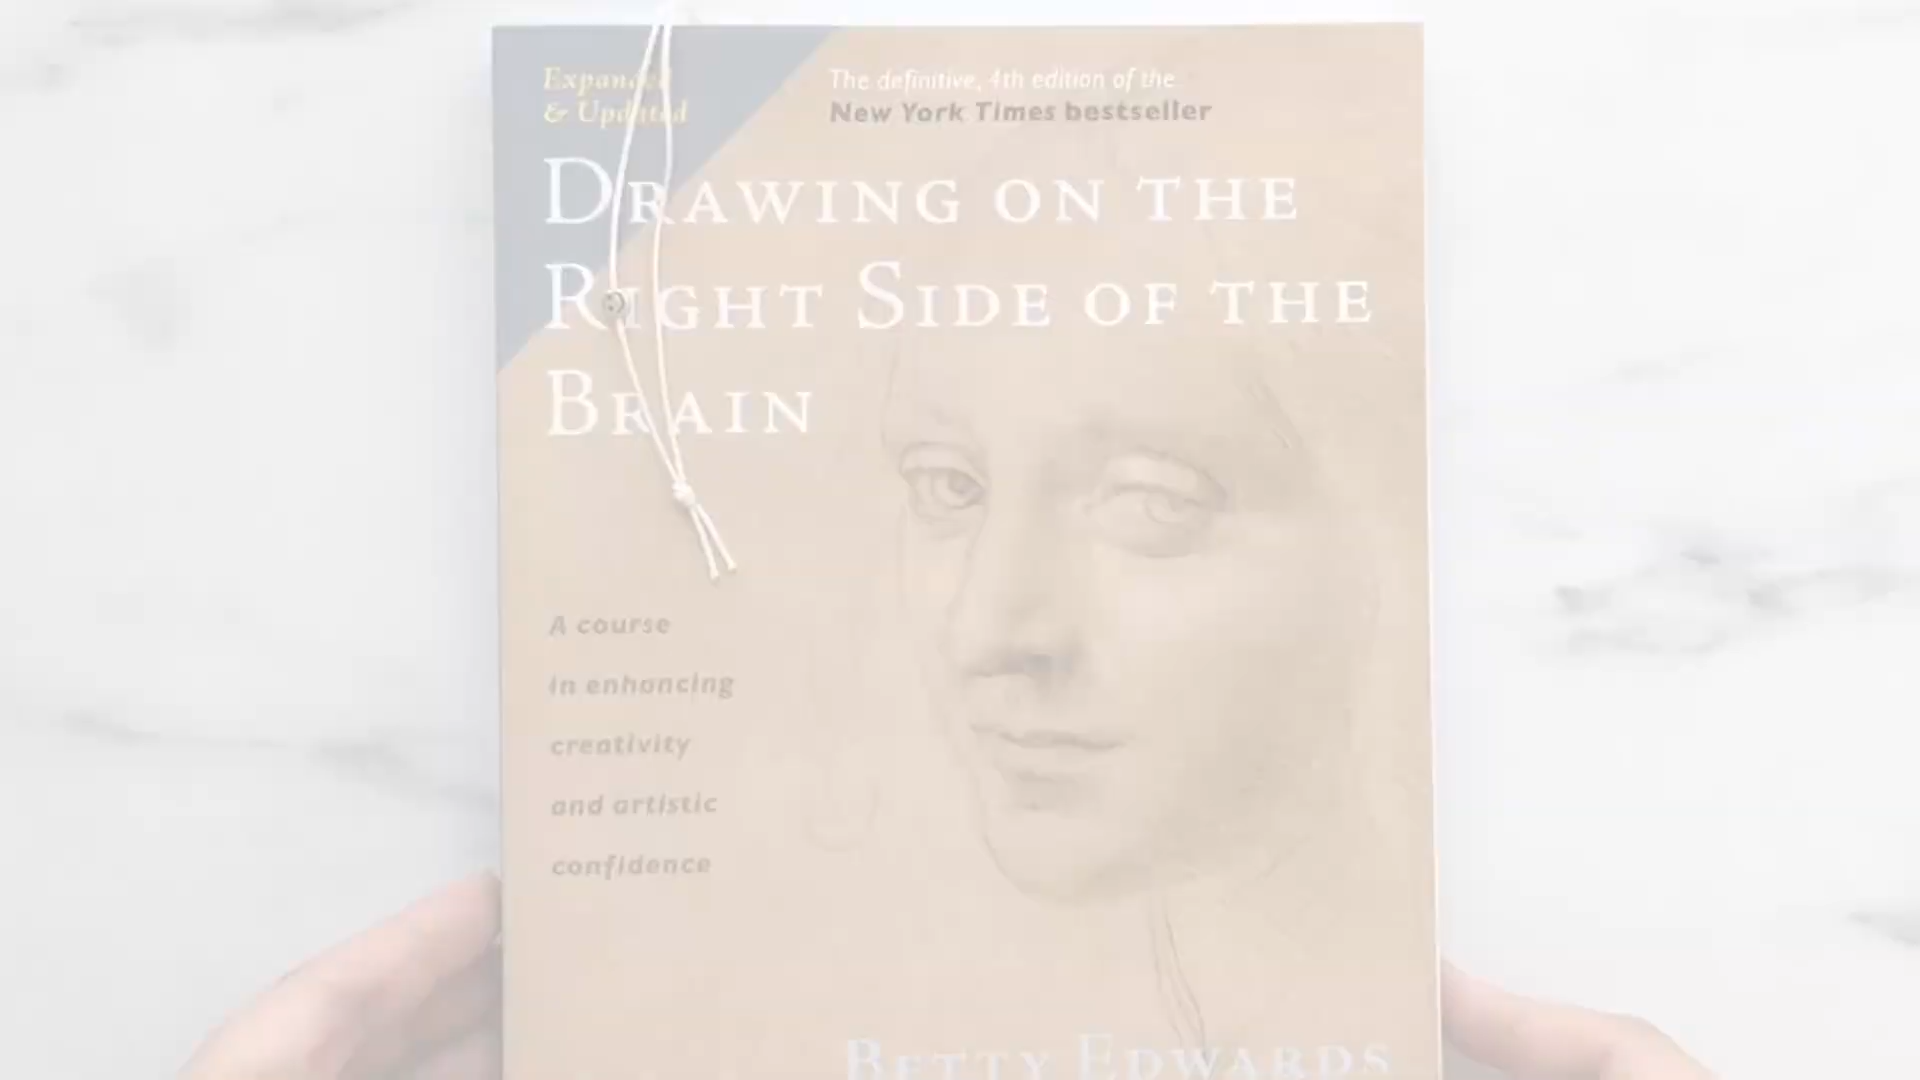 Expanded
& Updated
The definitive, 4th edition of the
New York Times bestseller
DRAWING ON THE
RIGHT SIDE OF THE
BRAIN
A course
in enhancing
creativity
and artistic
confidence
BETTY EDWARDS